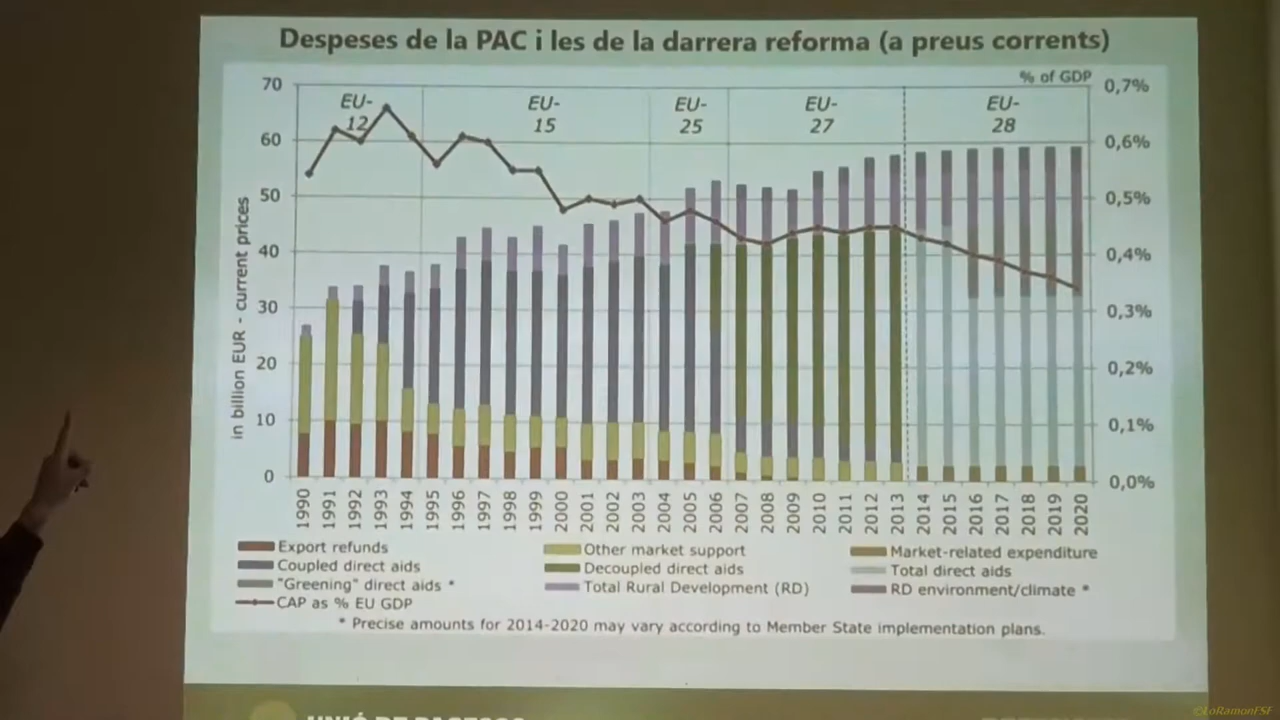 Despeses de la PAC i les de la darrera reforma (a preus corrents)
% of GDP
70
60
50
40
30
20
10
0
in billion EUR - current prices
EU-
12
EU-
15
EU-
25
EU-
27
EU-
28
0,7%
0,6%
0,5%
0,4%
0,3%
0,2%
0,1%
0,0%
1990 1991 1992 1993 1994 1995 1996 1997 1998 1999 2000 2001 2002 2003 2004 2005 2006 2007 2008 2009 2010 2011 2012 2013 2014 2015 2016 2017 2018 2019 2020
Export refunds Other market support Market-related expenditure
Coupled direct aids Decoupled direct aids Total direct aids
"Greening" direct aids * Total Rural Development (RD) RD environment/climate *
CAP as % EU GDP
* Precise amounts for 2014-2020 may vary according to Member State implementation plans.
©LoRamonFSF